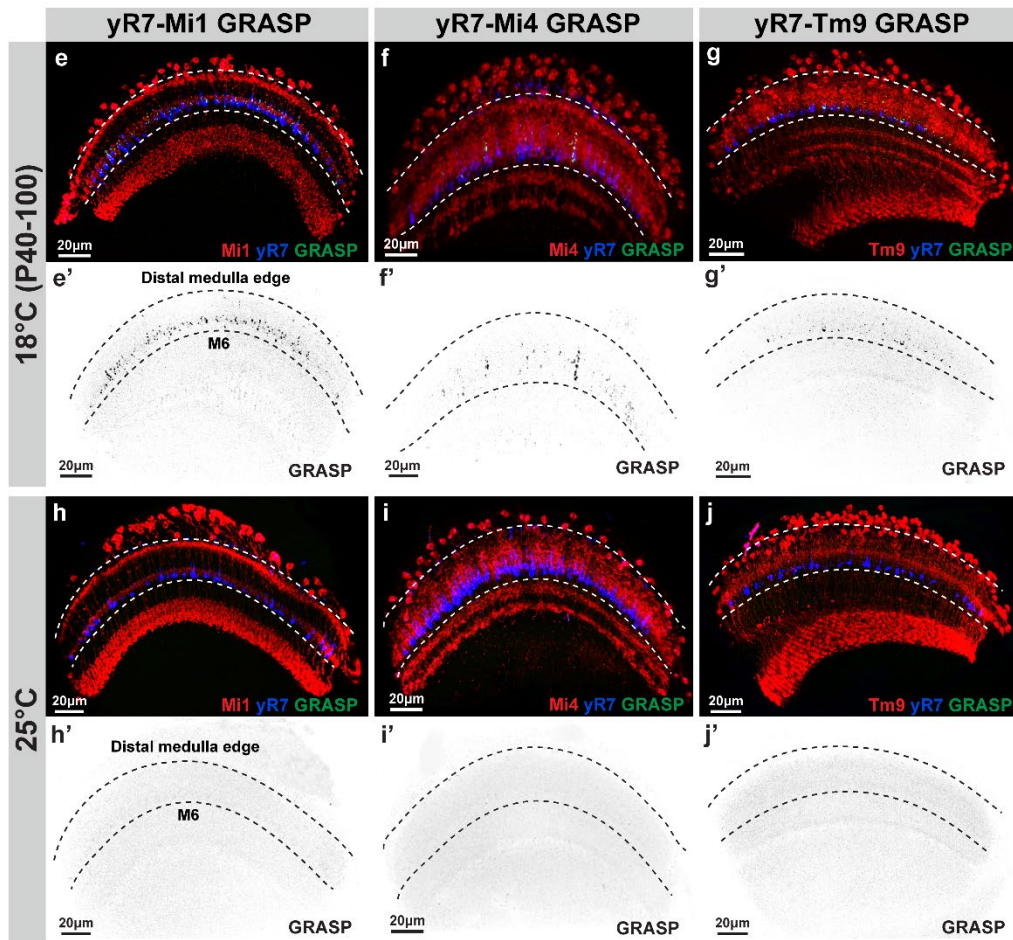 yR7-Mi1 GRASP
yR7-Mi4 GRASP
yR7-Tm9 GRASP
18°C (P40-100)
e
20µm
Mi1 yR7 GRASP
f
20µm
Mi4 yR7 GRASP
g
20µm
Tm9 yR7 GRASP
e’
Distal medulla edge
M6
20µm
GRASP
f’
20µm
GRASP
g’
20µm
GRASP
25°C
h
20µm
Mi1 yR7 GRASP
i
20µm
Mi4 yR7 GRASP
j
20µm
Tm9 yR7 GRASP
h’
Distal medulla edge
M6
20µm
GRASP
i’
20µm
GRASP
j’
20µm
GRASP